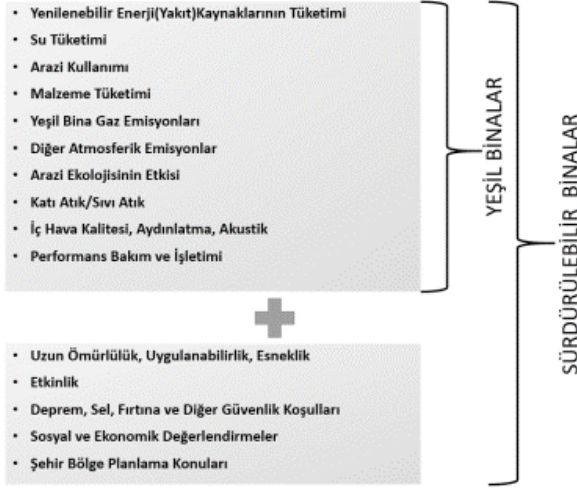 • Yenilenebilir Enerji(Yakıt)Kaynaklarının Tüketimi
• Su Tüketimi
• Arazi Kullanımı
• Malzeme Tüketimi
• Yeşil Bina Gaz Emisyonları
• Diğer Atmosferik Emisyonlar
• Arazi Ekolojisinin Etkisi
• Katı Atık/Sıvı Atık
• İç Hava Kalitesi, Aydınlatma, Akustik
• Performans Bakım ve İşletimi
YEŞİL BİNALAR
• Uzun Ömürlülük, Uygulanabilirlik, Esneklik
• Etkinlik
• Deprem, Sel, Fırtına ve Diğer Güvenlik Koşulları
• Sosyal ve Ekonomik Değerlendirmeler
• Şehir Bölge Planlama Konuları
SÜRDÜRÜLEBİLİR BİNALAR